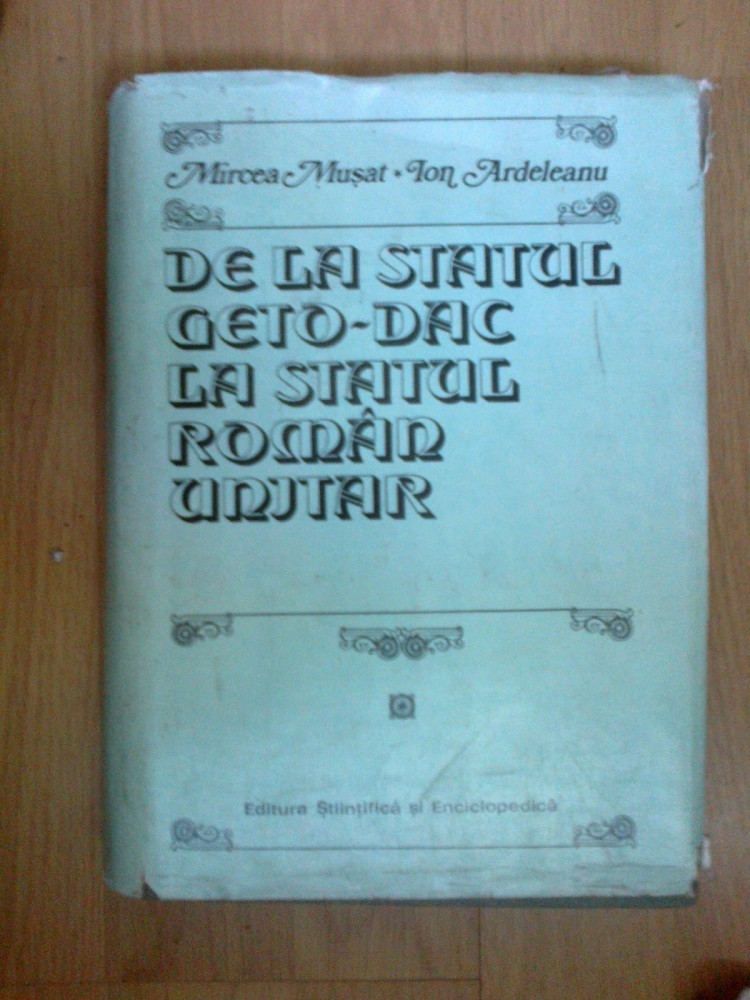 Mircea Mușat • Ion Ardeleanu
DE LA STATUL
GETO-DAC
LA STATUL
ROMÂN
UNITAR
Editura Științifică și Enciclopedică